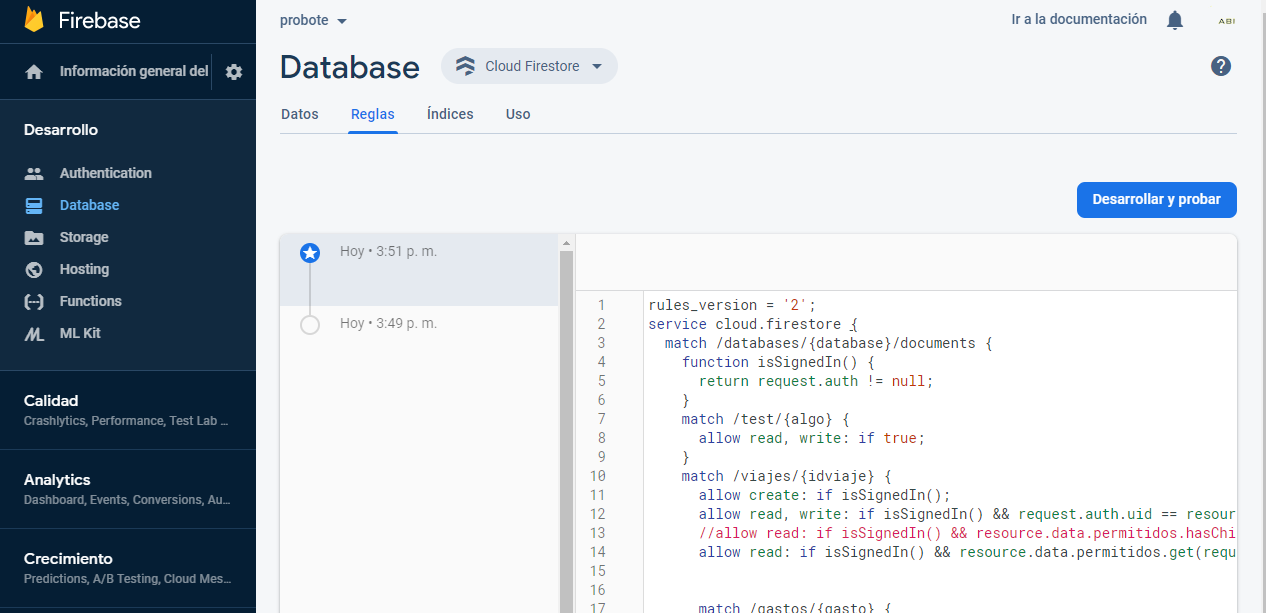 Firebase
probote
Ir a la documentación
ABI
Información general del
Database
Cloud Firestore
?
Datos
Reglas
Índices
Uso
Desarrollo
Authentication
Database
Storage
Hosting
Functions
ML Kit
Calidad
Crashlytics, Performance, Test Lab ...
Analytics
Dashboard, Events, Conversions, Au...
Crecimiento
Predictions, A/B Testing, Cloud Mes...
Desarrollar y probar
Hoy • 3:51 p. m.
Hoy • 3:49 p. m.
1 rules_version = '2';
2 service cloud.firestore {
3 match /databases/{database}/documents {
4 function isSignedIn() {
5 return request.auth != null;
6 }
7 match /test/{algo} {
8 allow read, write: if true;
9 }
10 match /viajes/{idviaje} {
11 allow create: if isSignedIn();
12 allow read, write: if isSignedIn() && request.auth.uid == resour
13 //allow read: if isSignedIn() && resource.data.permitidos.hasChi
14 allow read: if isSignedIn() && resource.data.permitidos.get(requ
15
16
17 match /gastos/{gasto} {